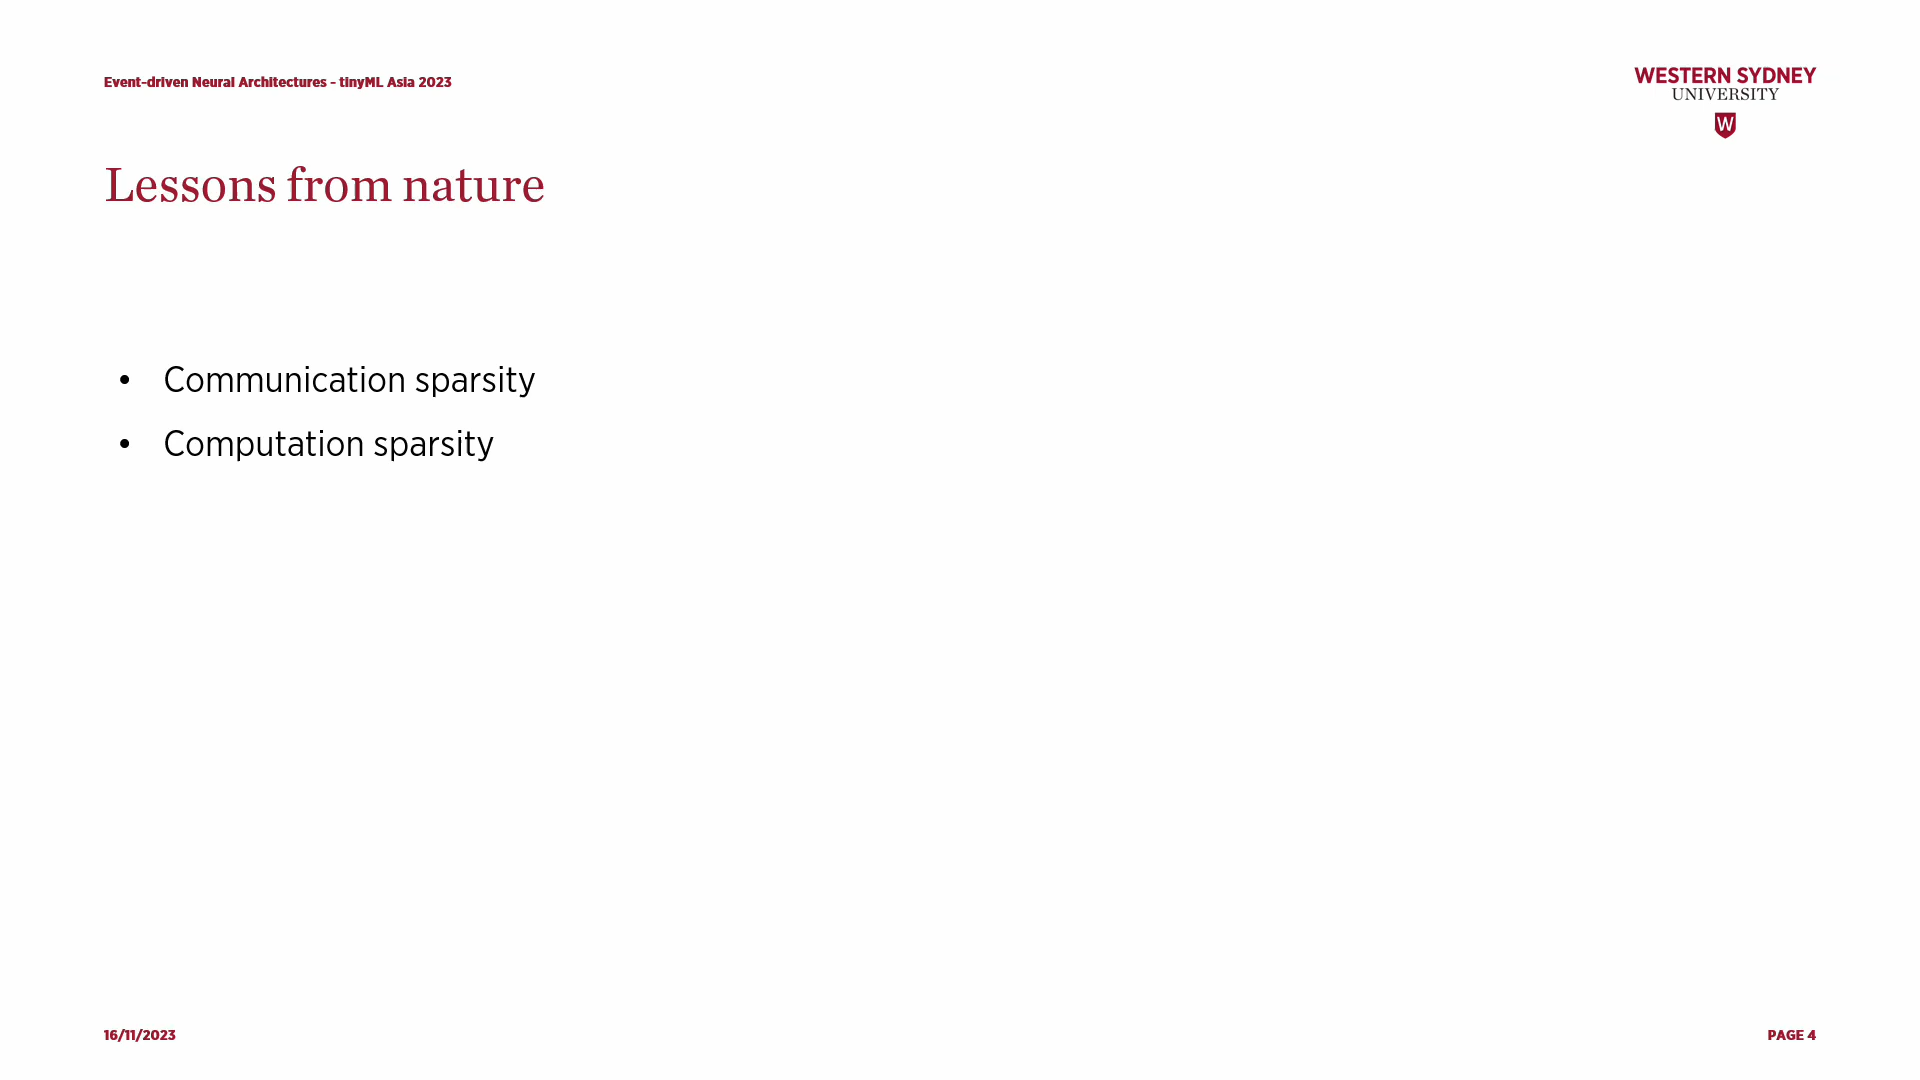 Event-driven Neural Architectures - tinyML Asia 2023
WESTERN SYDNEY
UNIVERSITY
W
Lessons from nature
• Communication sparsity
• Computation sparsity
16/11/2023
PAGE 4